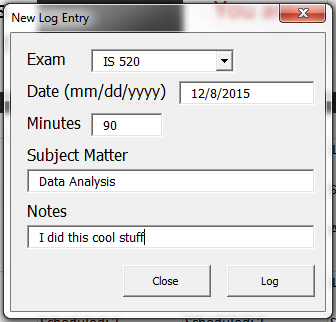 New Log Entry
Exam IS 520
Date (mm/dd/yyyy) 12/8/2015
Minutes 90
Subject Matter
Data Analysis
Notes
I did this cool stuff
Close Log